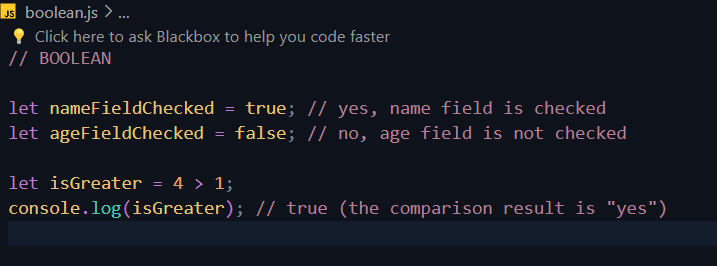 JS boolean.js > ...
💡 Click here to ask Blackbox to help you code faster
// BOOLEAN
let nameFieldChecked = true; // yes, name field is checked
let ageFieldChecked = false; // no, age field is not checked
let isGreater = 4 > 1;
console.log(isGreater); // true (the comparison result is "yes")